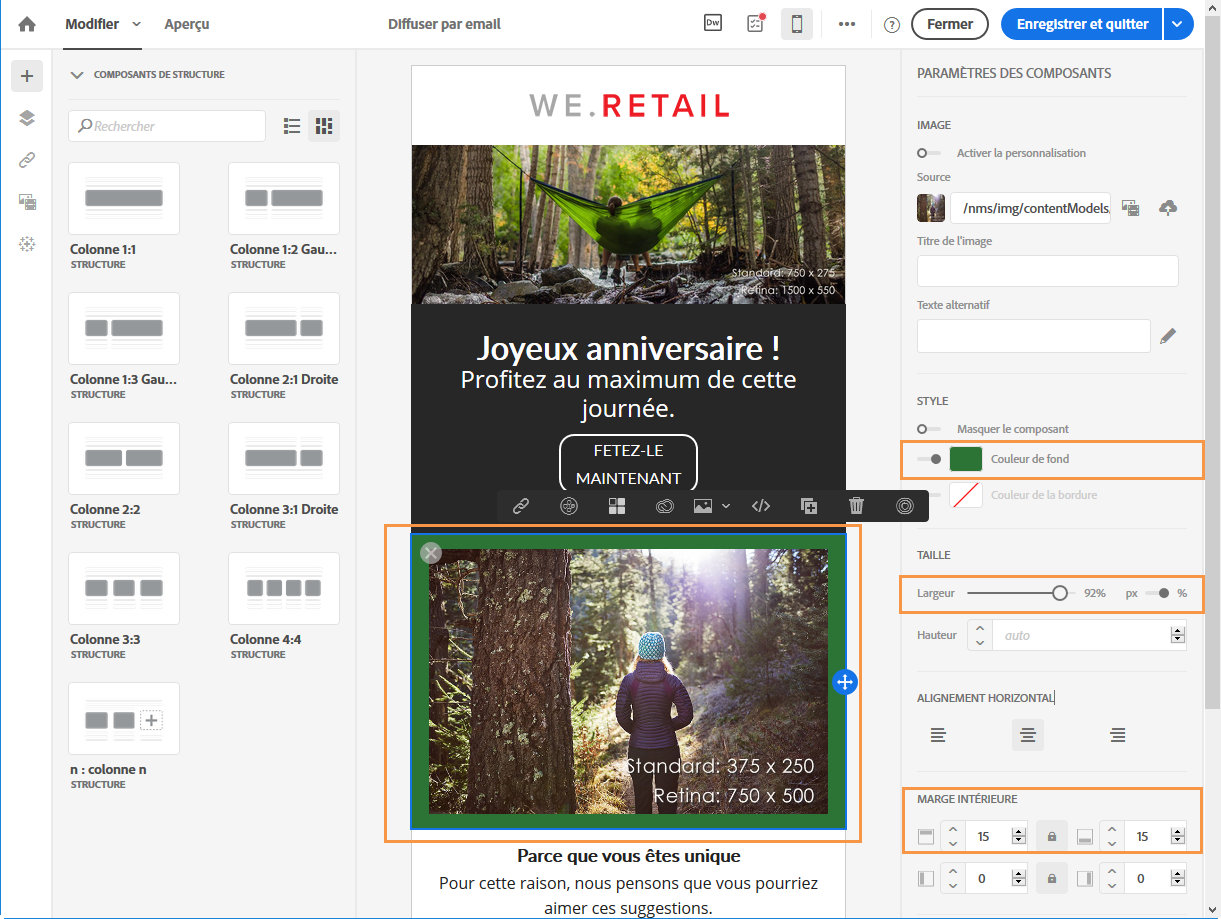 Modifier
Aperçu
Diffuser par email
Dw
Fermer
Enregistrer et quitter
COMPOSANTS DE STRUCTURE
Rechercher
Colonne 1:1
STRUCTURE
Colonne 1:2 Gau...
STRUCTURE
Colonne 1:3 Gau...
STRUCTURE
Colonne 2:1 Droite
STRUCTURE
Colonne 2:2
STRUCTURE
Colonne 3:1 Droite
STRUCTURE
Colonne 3:3
STRUCTURE
Colonne 4:4
STRUCTURE
n : colonne n
STRUCTURE
WE.RETAIL
Standard: 750 x 275
Retina: 1500 x 550
Joyeux anniversaire !
Profitez au maximum de cette
journée.
FETEZ-LE
MAINTENANT
Standard: 375 x 250
Retina: 750 x 500
Parce que vous êtes unique
Pour cette raison, nous pensons que vous pourriez
aimer ces suggestions.
PARAMÈTRES DES COMPOSANTS
IMAGE
Activer la personnalisation
Source
/nms/img/contentModels
Titre de l'image
Texte alternatif
STYLE
Masquer le composant
Couleur de fond
Couleur de la bordure
TAILLE
Largeur 92% px %
Hauteur auto
ALIGNEMENT HORIZONTAL
MARGE INTÉRIEURE
15 15
0 0